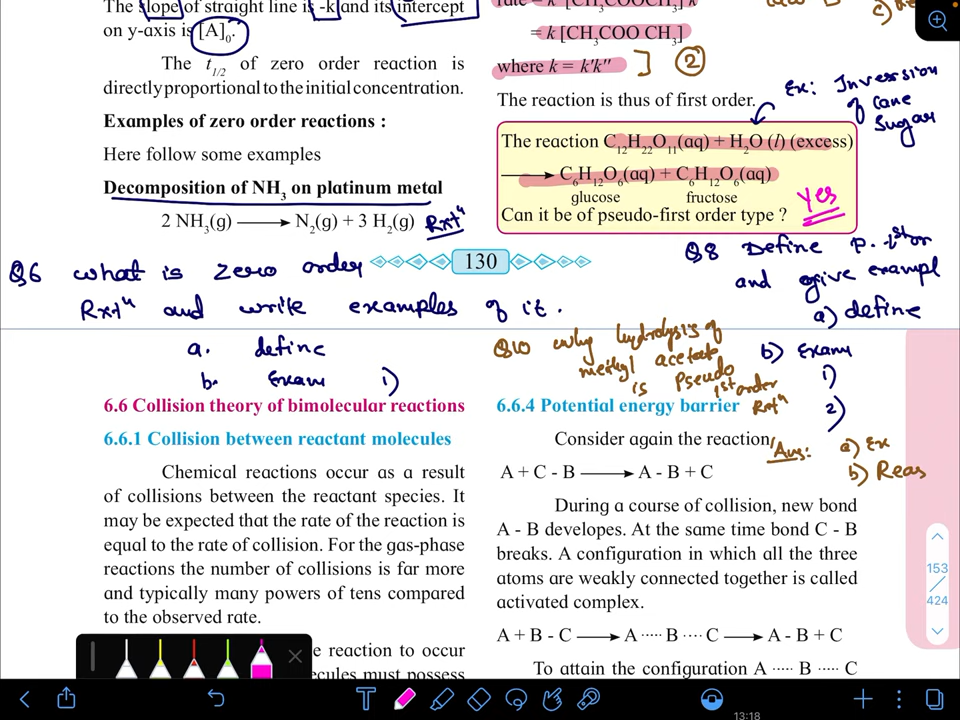 The slope of straight line is -k and its intercept
on y-axis is [A]0.
The t1/2 of zero order reaction is
directly proportional to the initial concentration.
Examples of zero order reactions :
Here follow some examples
Decomposition of NH3 on platinum metal
2 NH3(g) ⟶ N2(g) + 3 H2(g) Rxtn
rate = k' [CH3COOCH3] k''
= k [CH3COO CH3]
where k = k'k'' ] 2
The reaction is thus of first order.
Ex: Inversion
of Cane
Sugar
The reaction C12H22O11(aq) + H2O (l) (excess)
⟶ C6H12O6(aq) + C6H12O6(aq)
glucose fructose
Can it be of pseudo-first order type ? Yes
130
Q6 What is zero order
Rxtn and write examples of it.
a. define
b. Exam 1)
Q8 Define P. 1st or
and give exampl
a) define
b) Exam
1)
2)
Q10 Why hydrolysis of
methyl acetate
is Pseudo
1st order
Rxtn
Ans: a) Ex
b) Reas
6.6 Collision theory of bimolecular reactions
6.6.1 Collision between reactant molecules
Chemical reactions occur as a result
of collisions between the reactant species. It
may be expected that the rate of the reaction is
equal to the rate of collision. For the gas-phase
reactions the number of collisions is far more
and typically many powers of tens compared
to the observed rate.
e reaction to occur
ecules must possess
6.6.4 Potential energy barrier
Consider again the reaction,
A + C - B ⟶ A - B + C
During a course of collision, new bond
A - B developes. At the same time bond C - B
breaks. A configuration in which all the three
atoms are weakly connected together is called
activated complex.
A + B - C ⟶ A ····· B ···· C ⟶ A - B + C
To attain the configuration A ····· B ····· C
153
424
13:18